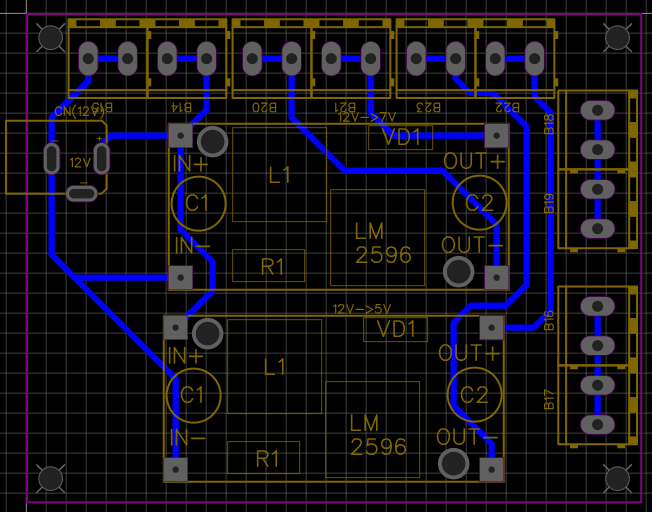 B15
B14
B20
B21
B23
B22
CN(12V)
12V->7V
VD1
B18
+
IN+
L1
OUT+
12V
C1
C2
B19
LM
2596
IN-
OUT-
R1
12V->5V
VD1
B16
IN+
L1
OUT+
C1
C2
B17
LM
2596
IN-
OUT-
R1